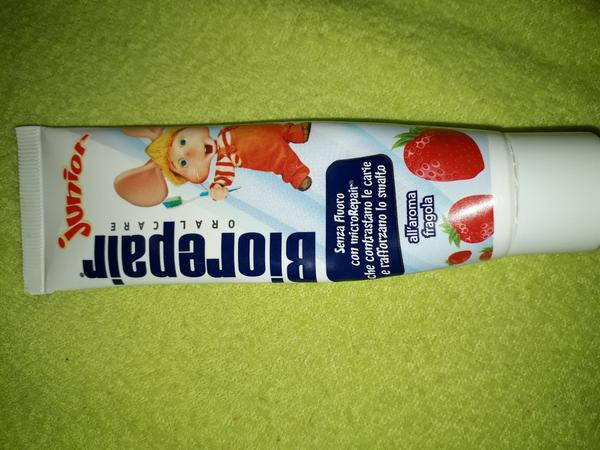 Biorepair®
ORAL CARE
junior
Senza Fluoro
con microRepair®
che contrastano le carie
e rafforzano lo smalto
all'aroma
fragola